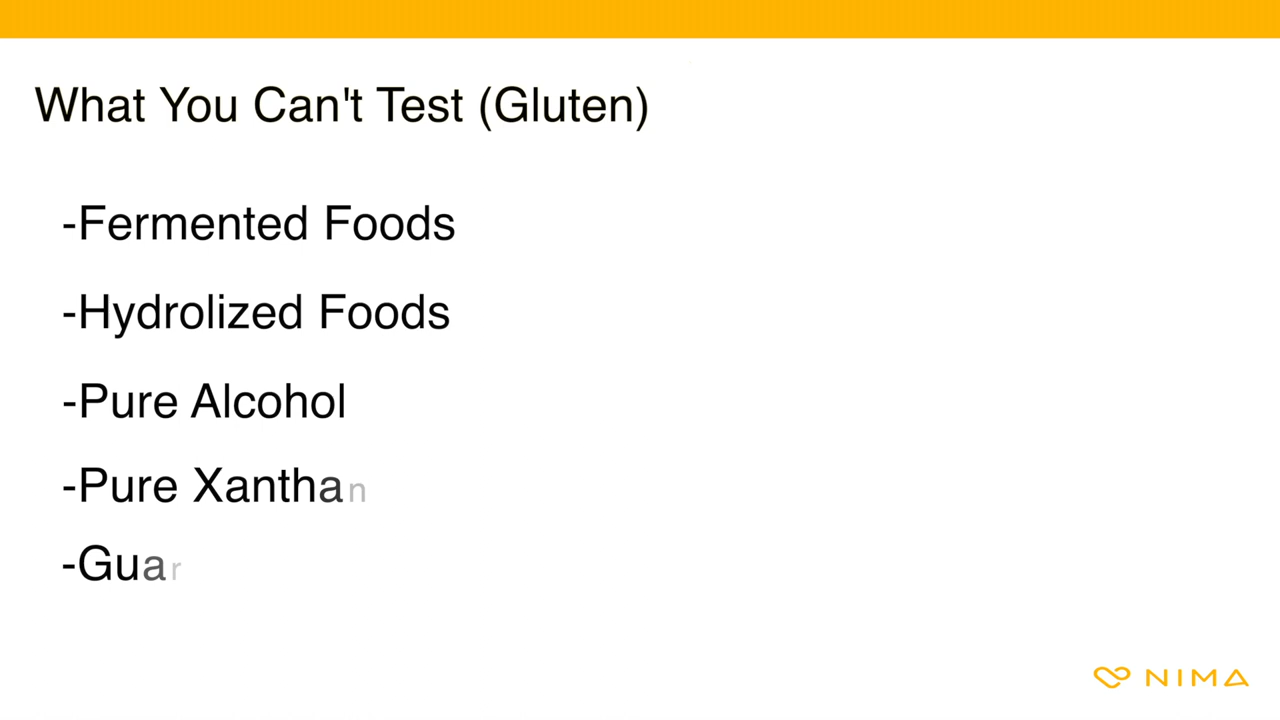 What You Can't Test (Gluten)
-Fermented Foods
-Hydrolized Foods
-Pure Alcohol
-Pure Xanthan
-Guar
NIMA